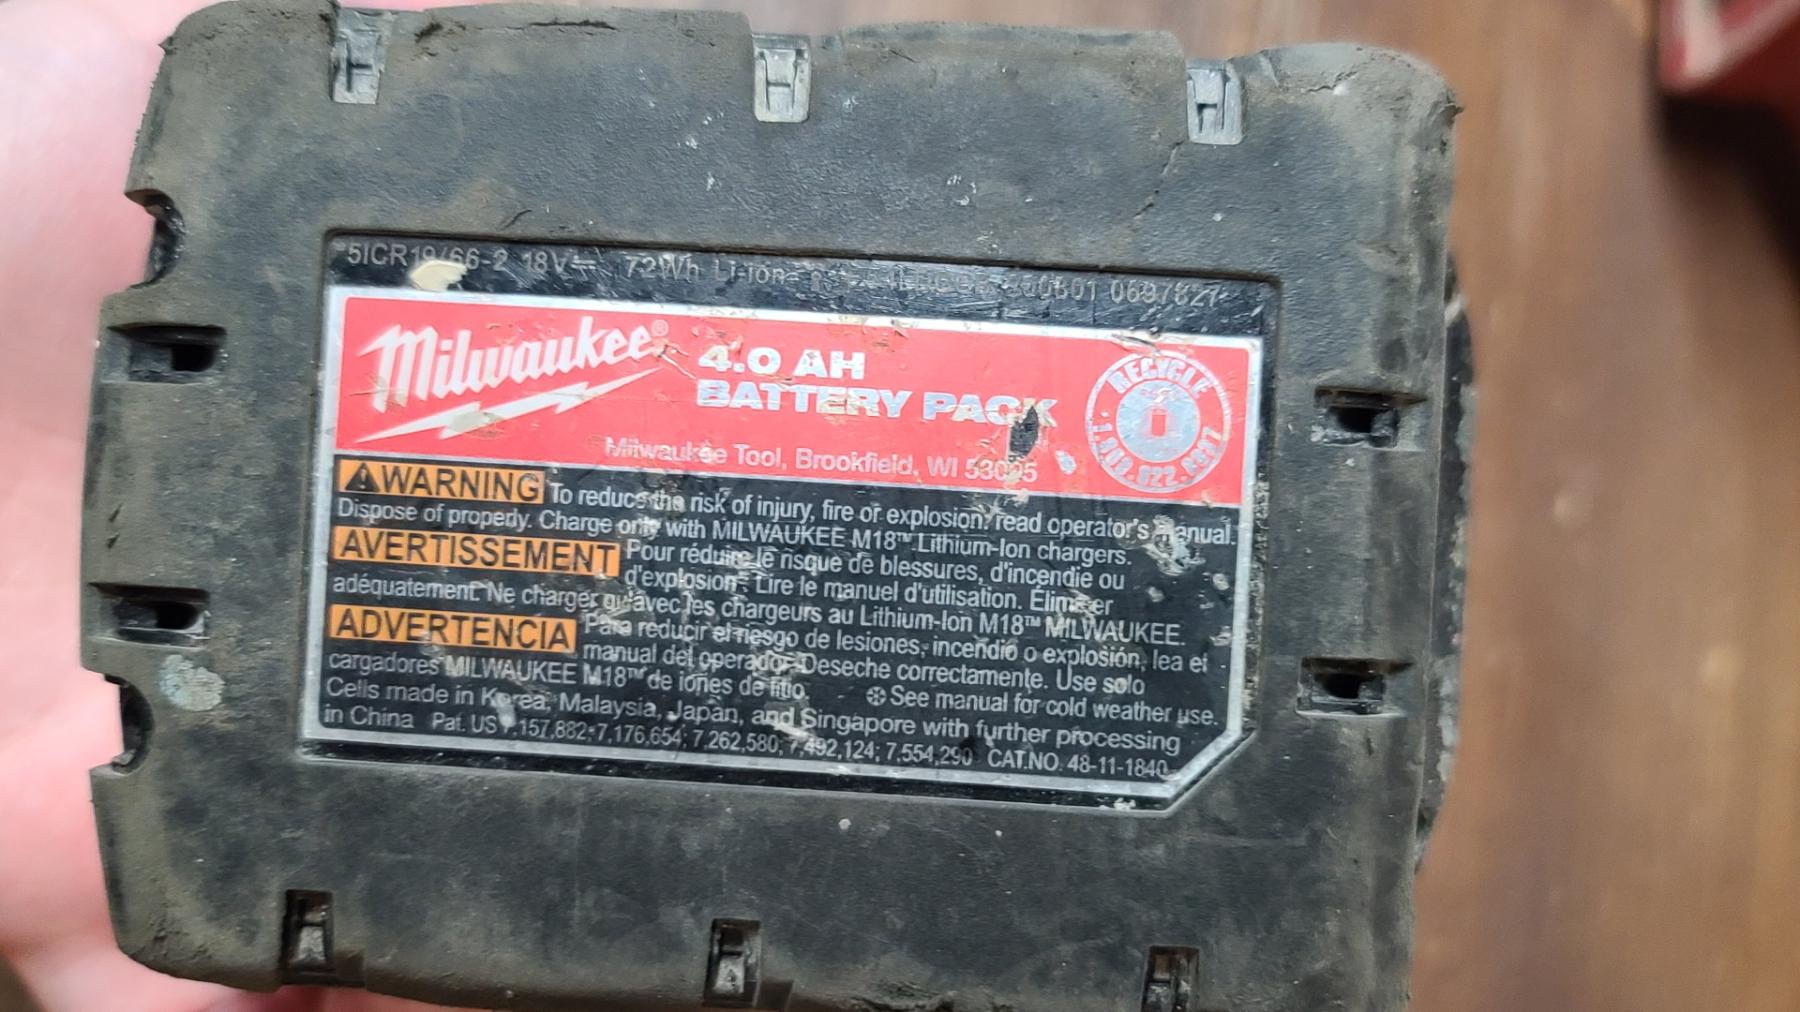 5ICR19/66-2 18V 72Wh Li-Ion
Milwaukee®
4.0 AH
BATTERY PACK
RECYCLE
Milwaukee Tool, Brookfield, WI 53005
⚠WARNING To reduce the risk of injury, fire or explosion, read operator's manual.
Dispose of properly. Charge only with MILWAUKEE M18™ Lithium-Ion chargers.
AVERTISSEMENT Pour réduire le risque de blessures, d'incendie ou
d'explosion - Lire le manuel d'utilisation. Éliminer
adéquatement. Ne charger qu'avec les chargeurs au Lithium-Ion M18™ MILWAUKEE.
ADVERTENCIA Para reducir el riesgo de lesiones, incendio o explosión, lea el
manual del operador. Deseche correctamente. Use solo
cargadores MILWAUKEE M18™ de iones de litio.
❄ See manual for cold weather use.
Cells made in Korea, Malaysia, Japan, and Singapore with further processing
in China Pat. US 7,157,882; 7,176,654; 7,262,580; 7,492,124; 7,554,290 CAT.NO. 48-11-1840